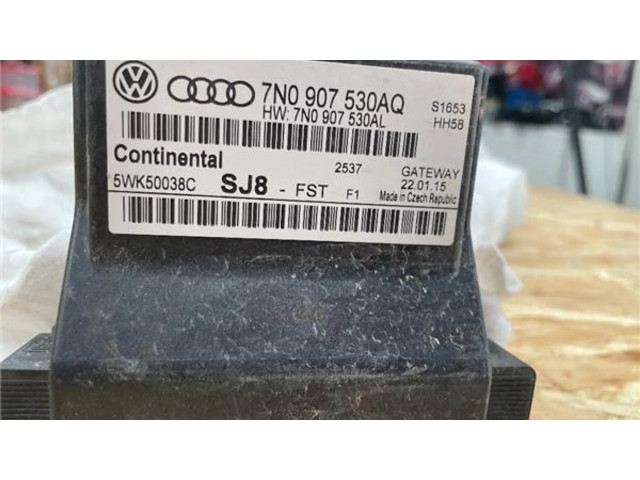 7N0 907 530AQ S1653
HW: 7N0 907 530AL HH58
Continental 2537 GATEWAY
5WK50038C SJ8 - FST F1 22.01.15
Made in Czech Republic